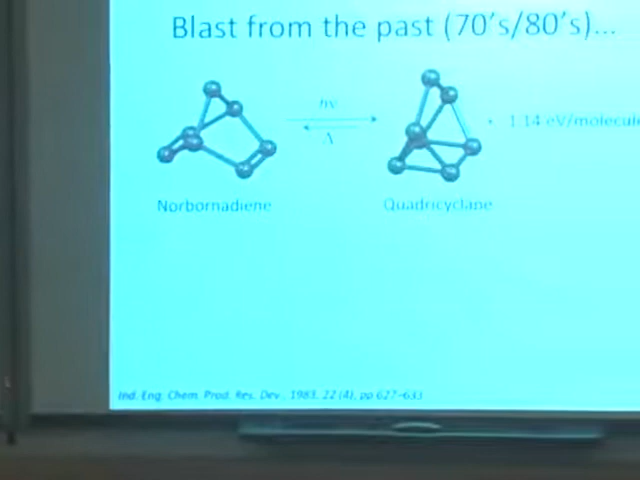 Blast from the past (70's/80's)...
hν
• 1.14 eV/molecule
Δ
Norbornadiene
Quadricyclane
Ind. Eng. Chem. Prod. Res. Dev., 1983, 22 (4), pp 627–633